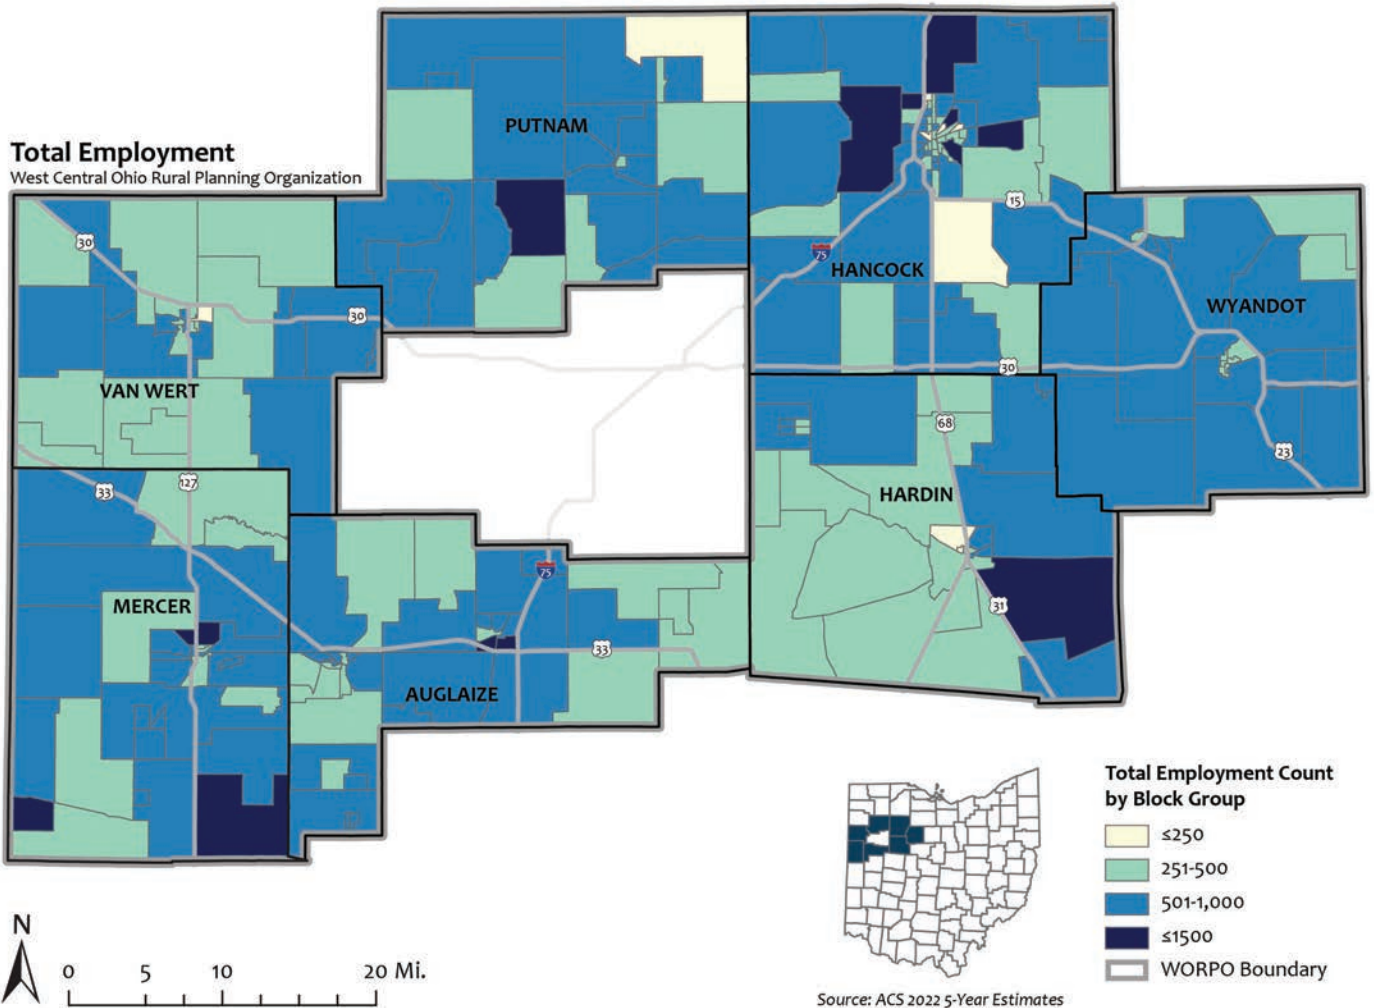 Total Employment
West Central Ohio Rural Planning Organization
PUTNAM
15
30
75
HANCOCK
WYANDOT
30
30
VAN WERT
68
23
33
127
HARDIN
75
MERCER
31
33
AUGLAIZE
Total Employment Count
by Block Group
≤250
251-500
501-1,000
≤1500
WORPO Boundary
N
0 5 10 20 Mi.
Source: ACS 2022 5-Year Estimates